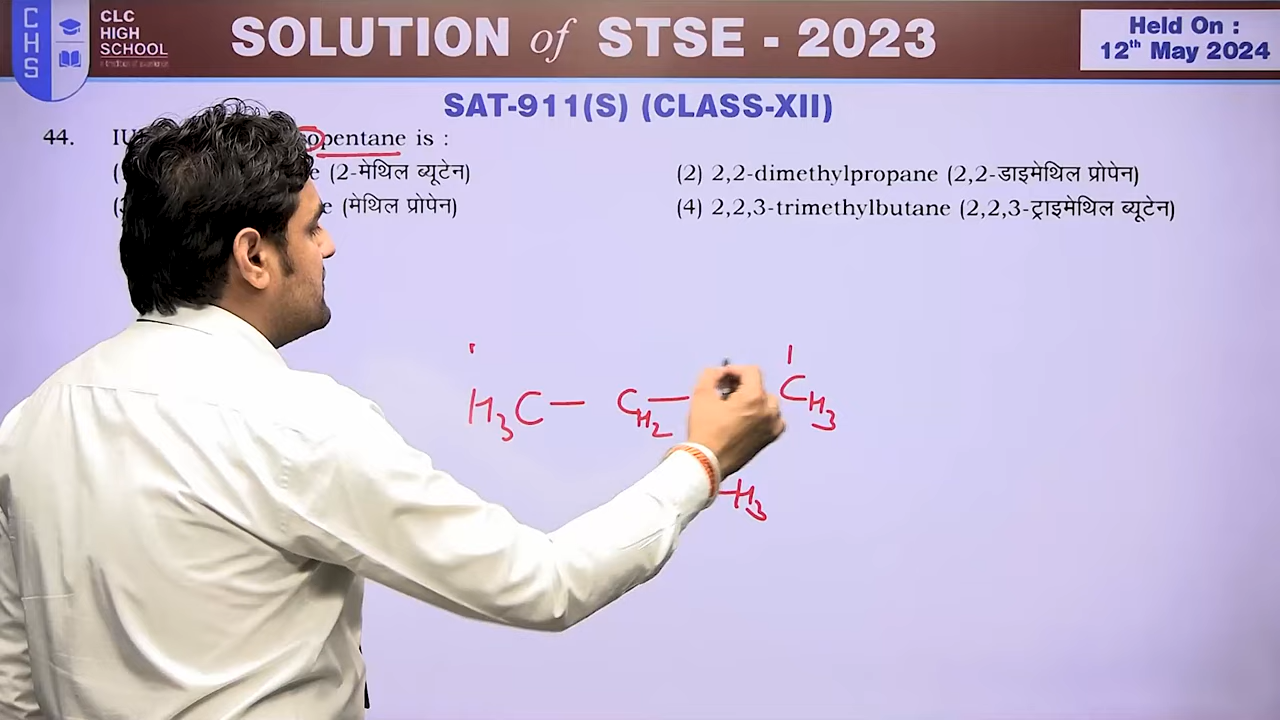 CHS
CLC
HIGH
SCHOOL
SOLUTION of STSE - 2023
Held On :
12th May 2024
SAT-911(S) (CLASS-XII)
44. pentane is :
(2-मेथिल ब्यूटेन) (2) 2,2-dimethylpropane (2,2-डाइमेथिल प्रोपेन)
(मेथिल प्रोपेन) (4) 2,2,3-trimethylbutane (2,2,3-ट्राइमेथिल ब्यूटेन)
H3C — CH2 — CH3
H3